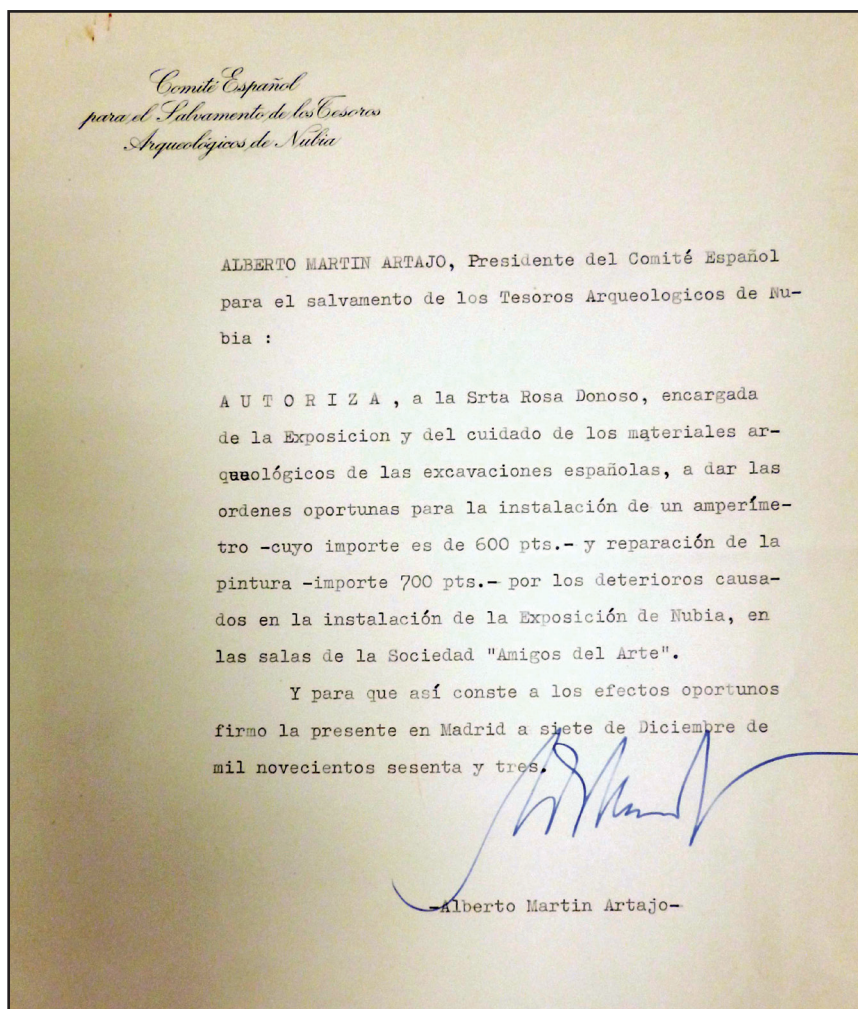 Comité Español
para el Salvamento de los Tesoros
Arqueológicos de Nubia
ALBERTO MARTIN ARTAJO, Presidente del Comité Español
para el salvamento de los Tesoros Arqueologicos de Nu-
bia :
A U T O R I Z A , a la Srta Rosa Donoso, encargada
de la Exposicion y del cuidado de los materiales ar-
queológicos de las excavaciones españolas, a dar las
ordenes oportunas para la instalación de un amperíme-
tro -cuyo importe es de 600 pts.- y reparación de la
pintura -importe 700 pts.- por los deterioros causa-
dos en la instalación de la Exposición de Nubia, en
las salas de la Sociedad "Amigos del Arte".
Y para que así conste a los efectos oportunos
firmo la presente en Madrid a siete de Diciembre de
mil novecientos sesenta y tres.
-Alberto Martin Artajo-